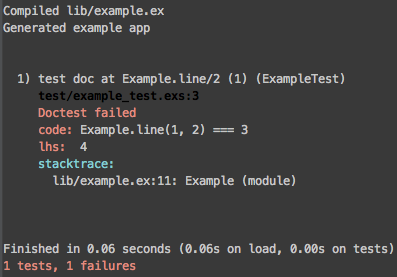 Compiled lib/example.ex
Generated example app
1) test doc at Example.line/2 (1) (ExampleTest)
test/example_test.exs:3
Doctest failed
code: Example.line(1, 2) === 3
lhs: 4
stacktrace:
lib/example.ex:11: Example (module)
Finished in 0.06 seconds (0.06s on load, 0.00s on tests)
1 tests, 1 failures